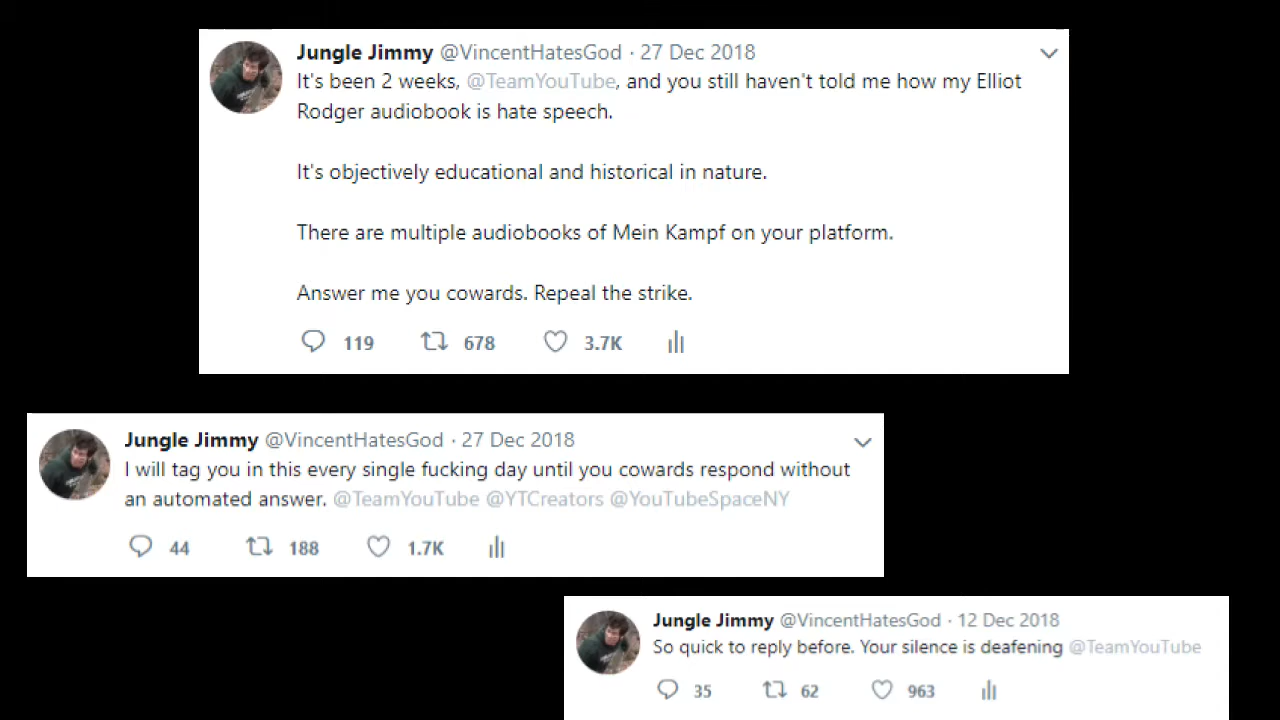 Jungle Jimmy @VincentHatesGod · 27 Dec 2018
It's been 2 weeks, @TeamYouTube, and you still haven't told me how my Elliot
Rodger audiobook is hate speech.
It's objectively educational and historical in nature.
There are multiple audiobooks of Mein Kampf on your platform.
Answer me you cowards. Repeal the strike.
119 678 3.7K
Jungle Jimmy @VincentHatesGod · 27 Dec 2018
I will tag you in this every single fucking day until you cowards respond without
an automated answer. @TeamYouTube @YTCreators @YouTubeSpaceNY
44 188 1.7K
Jungle Jimmy @VincentHatesGod · 12 Dec 2018
So quick to reply before. Your silence is deafening @TeamYouTube
35 62 963